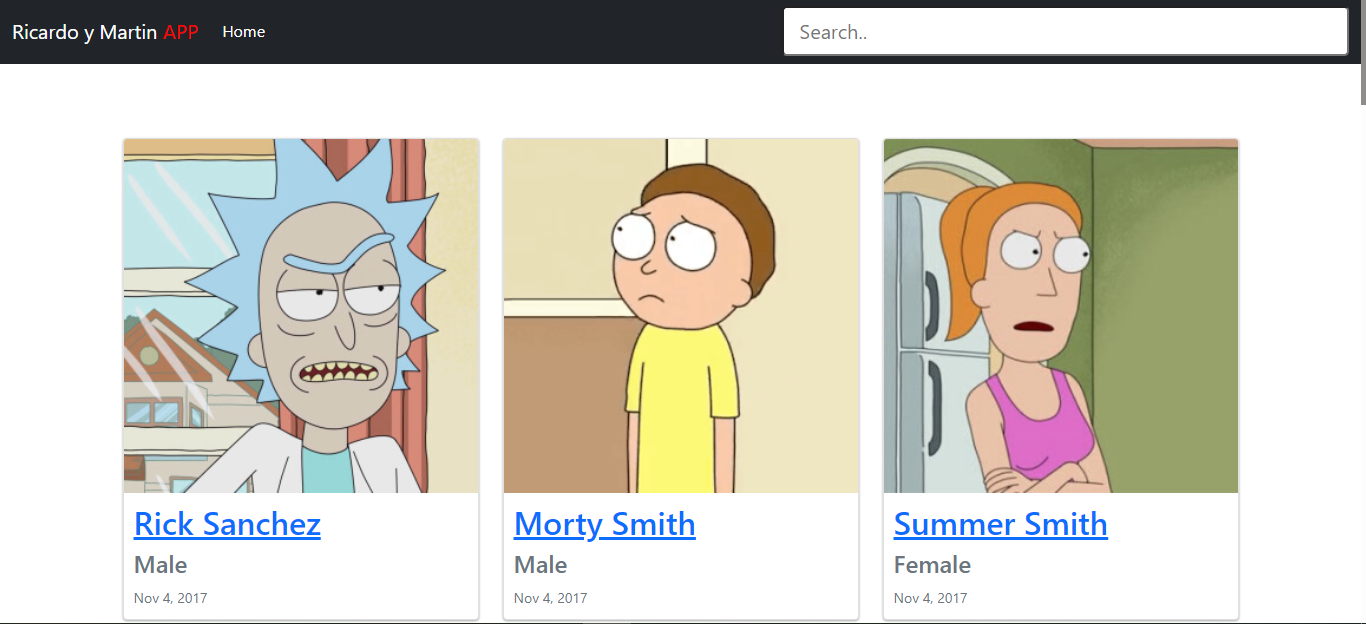 Ricardo y Martin APP Home Search..
Rick Sanchez
Male
Nov 4, 2017
Morty Smith
Male
Nov 4, 2017
Summer Smith
Female
Nov 4, 2017